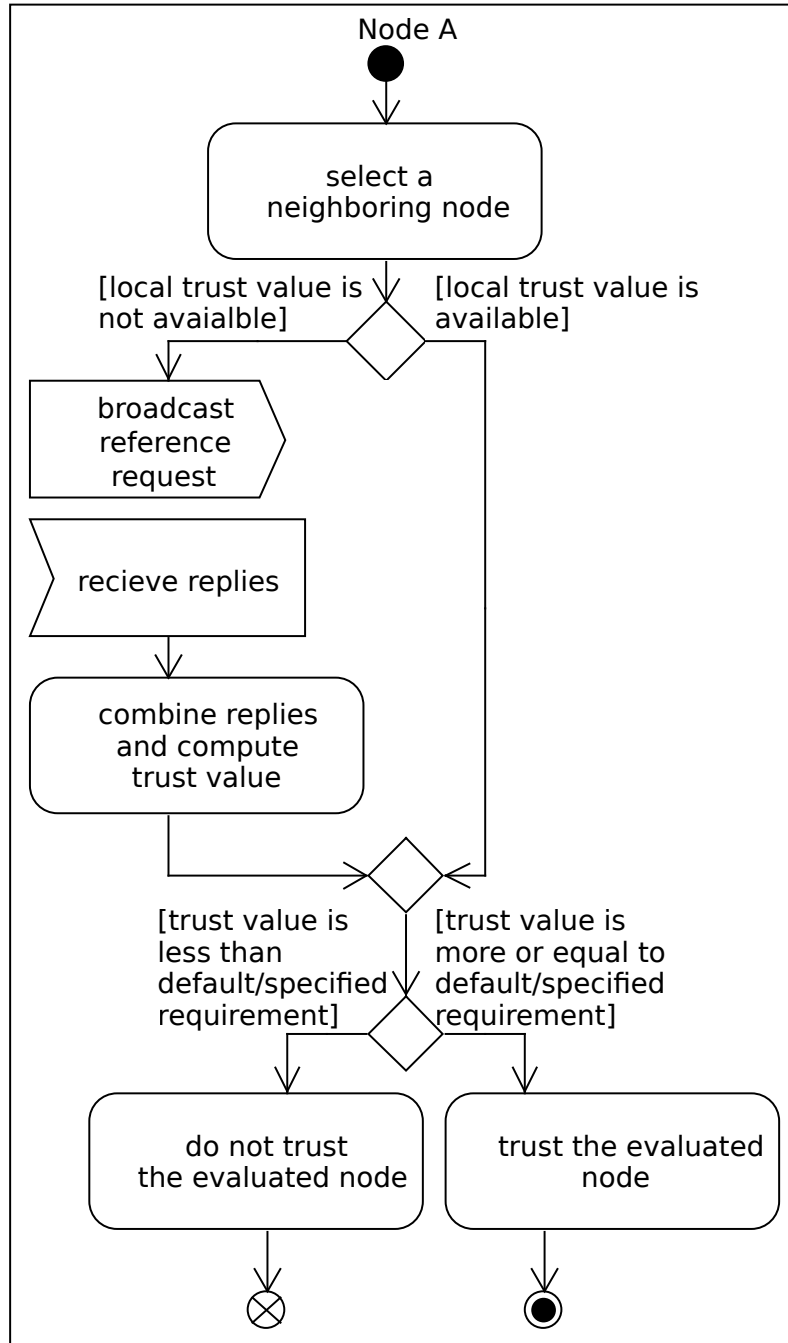 Node A
select a
neighboring node
[local trust value is
not avaialble]
[local trust value is
available]
broadcast
reference
request
recieve replies
combine replies
and compute
trust value
[trust value is
less than
default/specified
requirement]
[trust value is
more or equal to
default/specified
requirement]
do not trust
the evaluated node
trust the evaluated
node